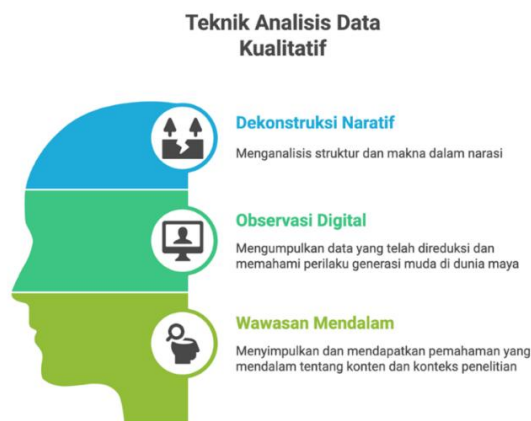 Teknik Analisis Data
Kualitatif
Dekonstruksi Naratif
Menganalisis struktur dan makna dalam narasi
Observasi Digital
Mengumpulkan data yang telah direduksi dan
memahami perilaku generasi muda di dunia maya
Wawasan Mendalam
Menyimpulkan dan mendapatkan pemahaman yang
mendalam tentang konten dan konteks penelitian